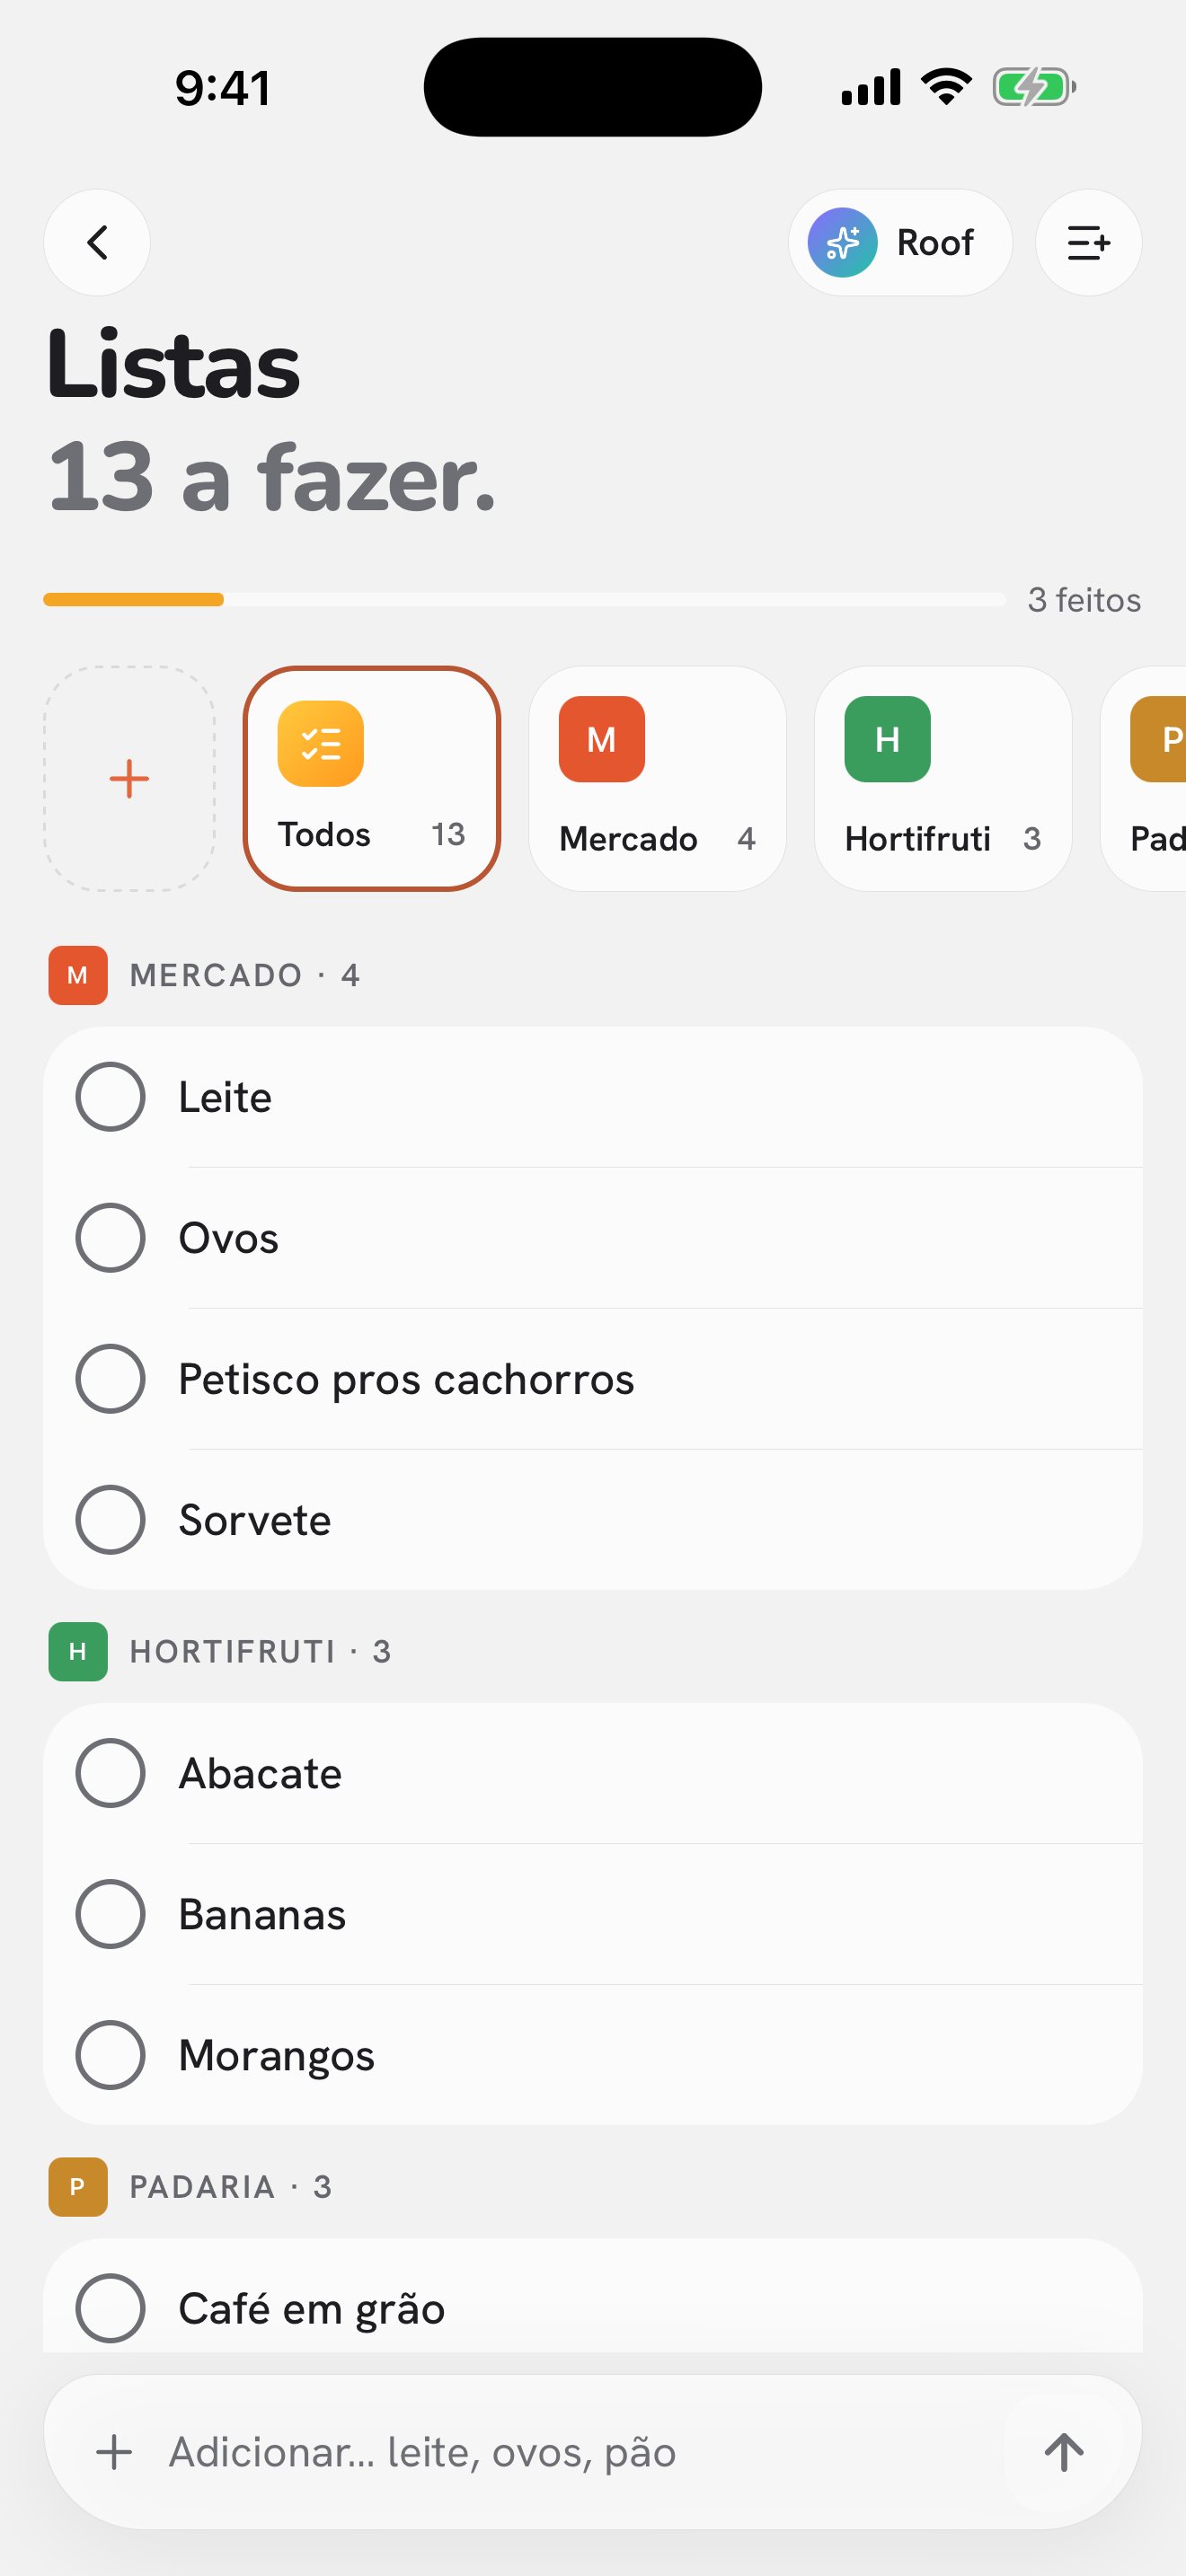 9:41
Roof
Listas
13 a fazer.
3 feitos
Todos 13
M
Mercado 4
H
Hortifruti 3
P
Pad
M MERCADO · 4
Leite
Ovos
Petisco pros cachorros
Sorvete
H HORTIFRUTI · 3
Abacate
Bananas
Morangos
P PADARIA · 3
Café em grão
Adicionar... leite, ovos, pão